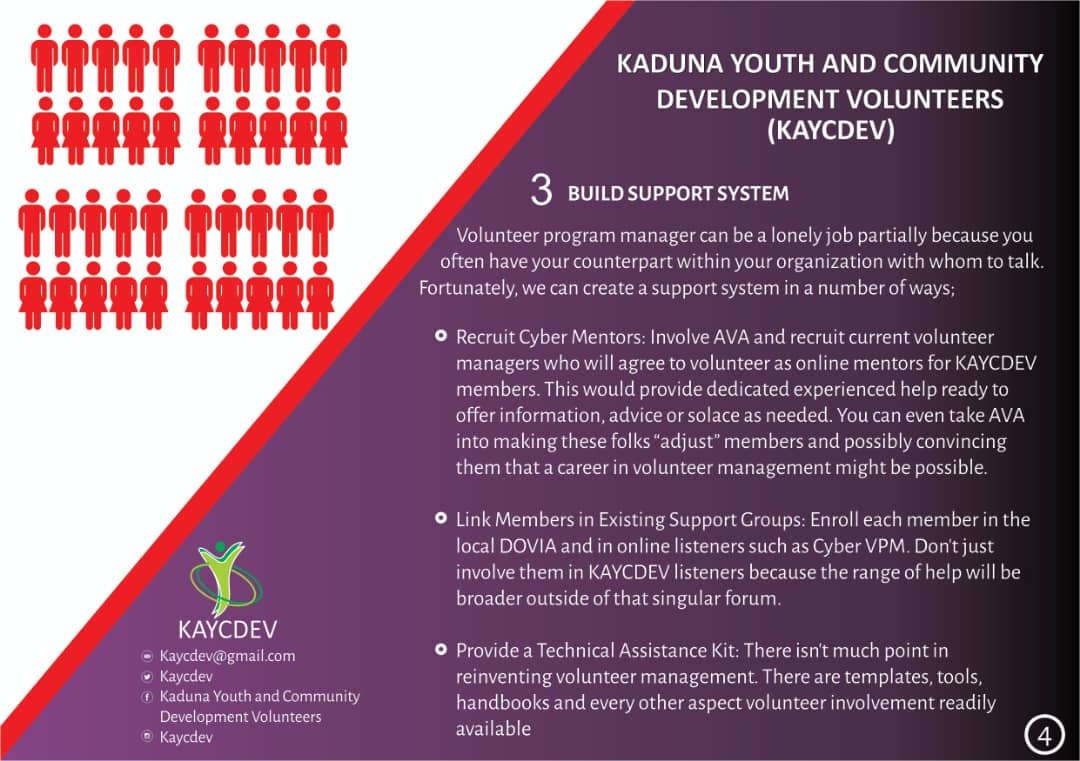 KADUNA YOUTH AND COMMUNITY
DEVELOPMENT VOLUNTEERS
(KAYCDEV)
3 BUILD SUPPORT SYSTEM
Volunteer program manager can be a lonely job partially because you
often have your counterpart within your organization with whom to talk.
Fortunately, we can create a support system in a number of ways;
Recruit Cyber Mentors: Involve AVA and recruit current volunteer
managers who will agree to volunteer as online mentors for KAYCDEV
members. This would provide dedicated experienced help ready to
offer information, advice or solace as needed. You can even take AVA
into making these folks “adjust” members and possibly convincing
them that a career in volunteer management might be possible.
Link Members in Existing Support Groups: Enroll each member in the
local DOVIA and in online listeners such as Cyber VPM. Don't just
involve them in KAYCDEV listeners because the range of help will be
broader outside of that singular forum.
Provide a Technical Assistance Kit: There isn't much point in
reinventing volunteer management. There are templates, tools,
handbooks and every other aspect volunteer involvement readily
available
KAYCDEV
Kaycdev@gmail.com
Kaycdev
Kaduna Youth and Community
Development Volunteers
Kaycdev
4